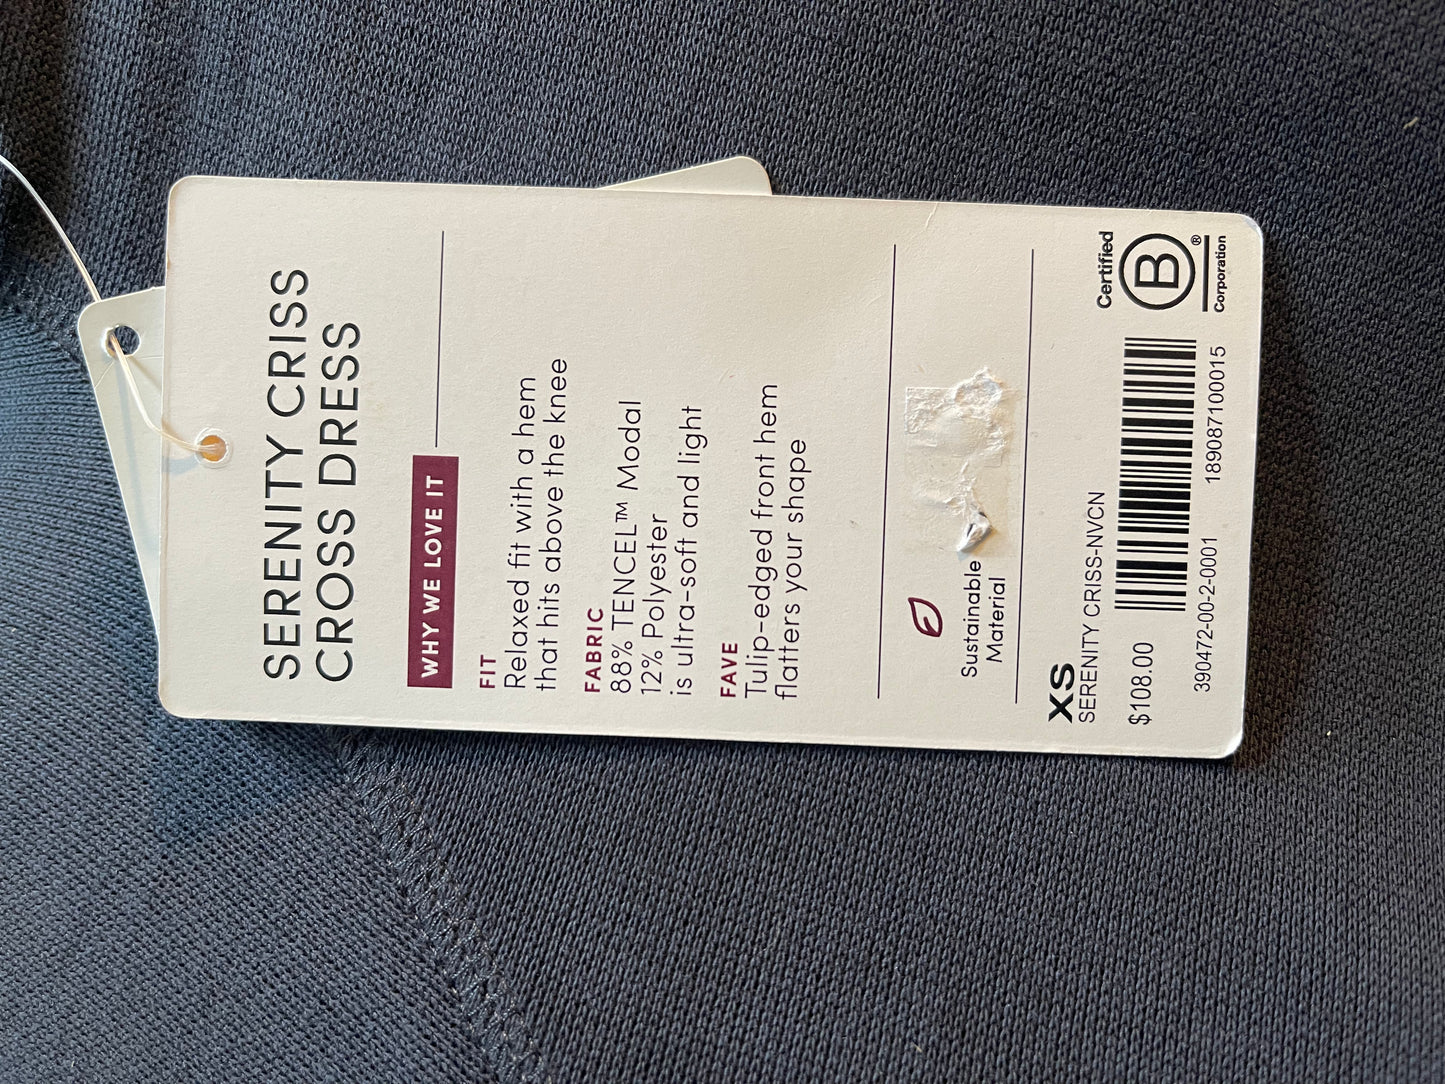 SERENITY CRISS
CROSS DRESS
WHY WE LOVE IT
FIT
Relaxed fit with a hem
that hits above the knee
FABRIC
88% TENCEL™ Modal
12% Polyester
is ultra-soft and light
FAVE
Tulip-edged front hem
flatters your shape
Sustainable
Material
XS
SERENITY CRISS-NVCN
$108.00
390472-00-2-0001
189087100015
Certified
B®
Corporation